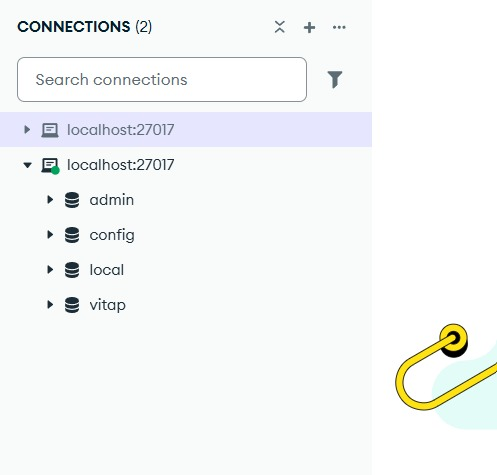 CONNECTIONS (2)
Search connections
localhost:27017
localhost:27017
admin
config
local
vitap